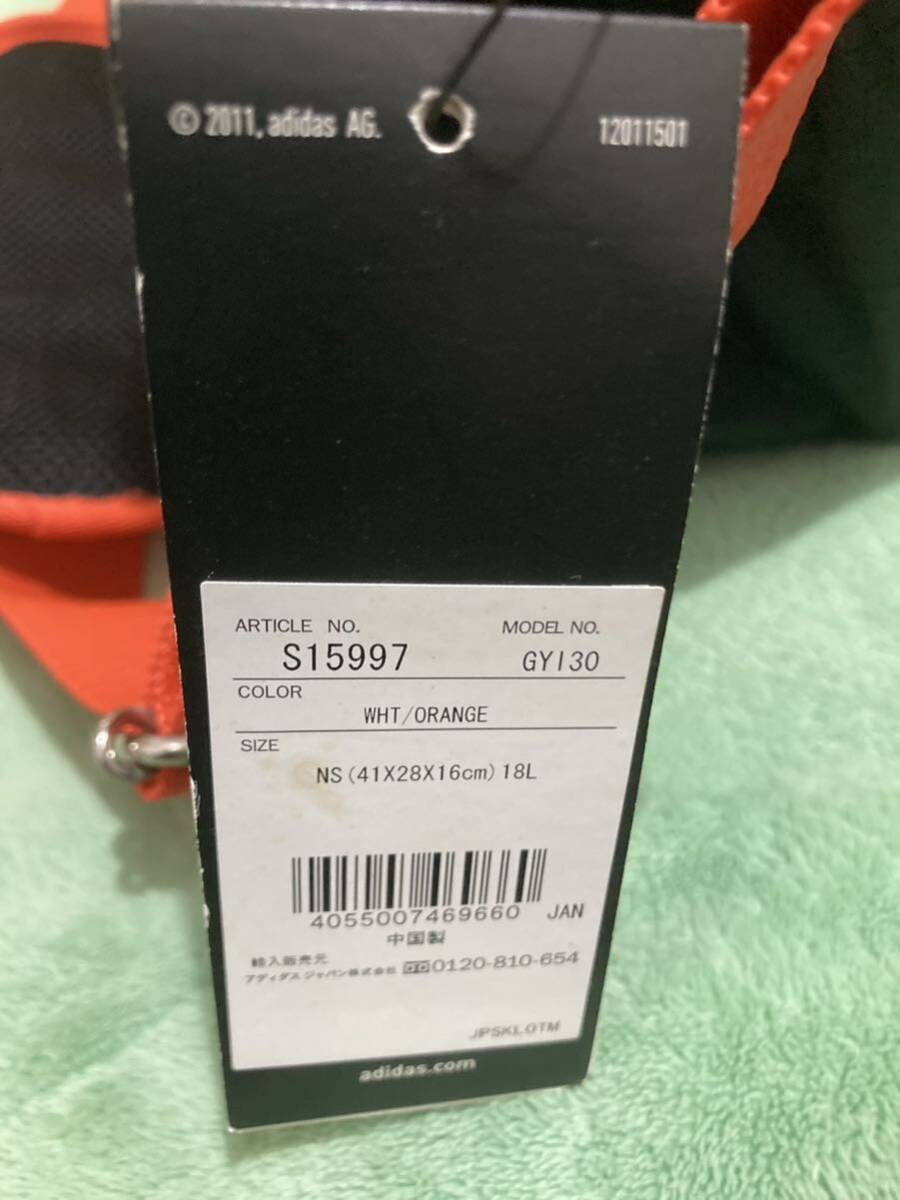 © 2011, adidas AG.
12011501
ARTICLE NO.
MODEL NO.
S15997
GYI30
COLOR
WHT/ORANGE
SIZE
NS(41X28X16cm)18L
4055007469660 JAN
中国製
輸入販売元
アディダス ジャパン株式会社 0120-810-654
JPSKLOTM
adidas.com